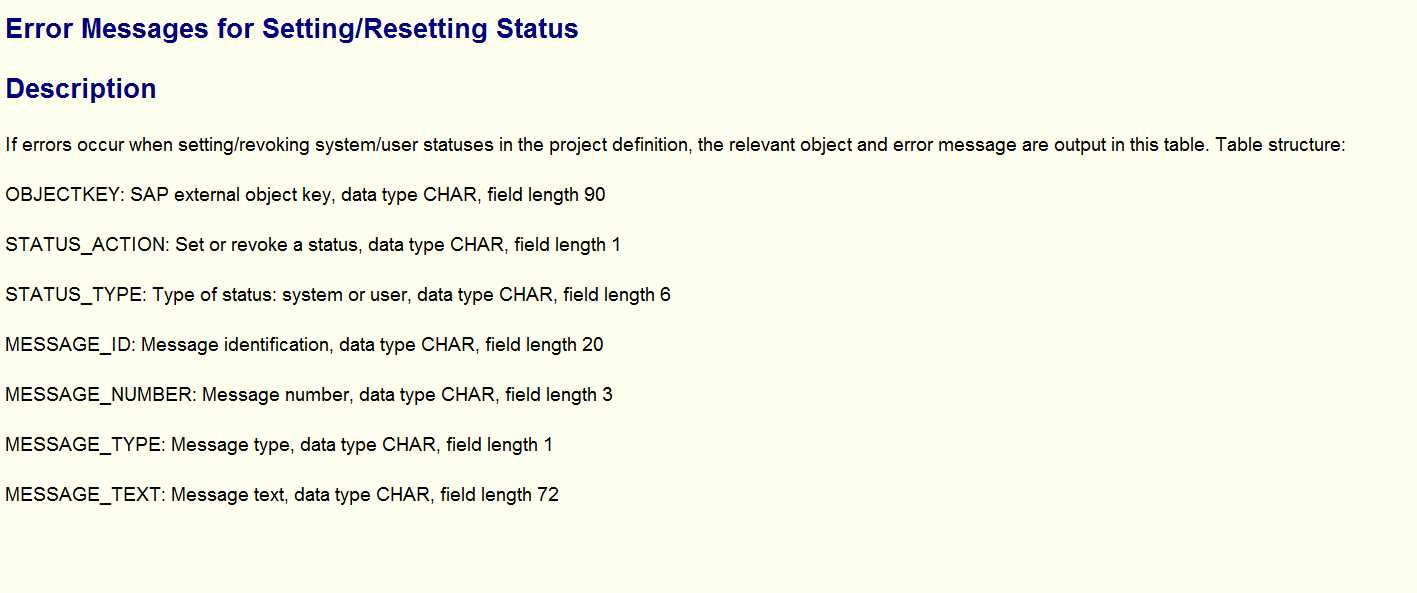 Error Messages for Setting/Resetting Status
Description
If errors occur when setting/revoking system/user statuses in the project definition, the relevant object and error message are output in this table. Table structure:
OBJECTKEY: SAP external object key, data type CHAR, field length 90
STATUS_ACTION: Set or revoke a status, data type CHAR, field length 1
STATUS_TYPE: Type of status: system or user, data type CHAR, field length 6
MESSAGE_ID: Message identification, data type CHAR, field length 20
MESSAGE_NUMBER: Message number, data type CHAR, field length 3
MESSAGE_TYPE: Message type, data type CHAR, field length 1
MESSAGE_TEXT: Message text, data type CHAR, field length 72